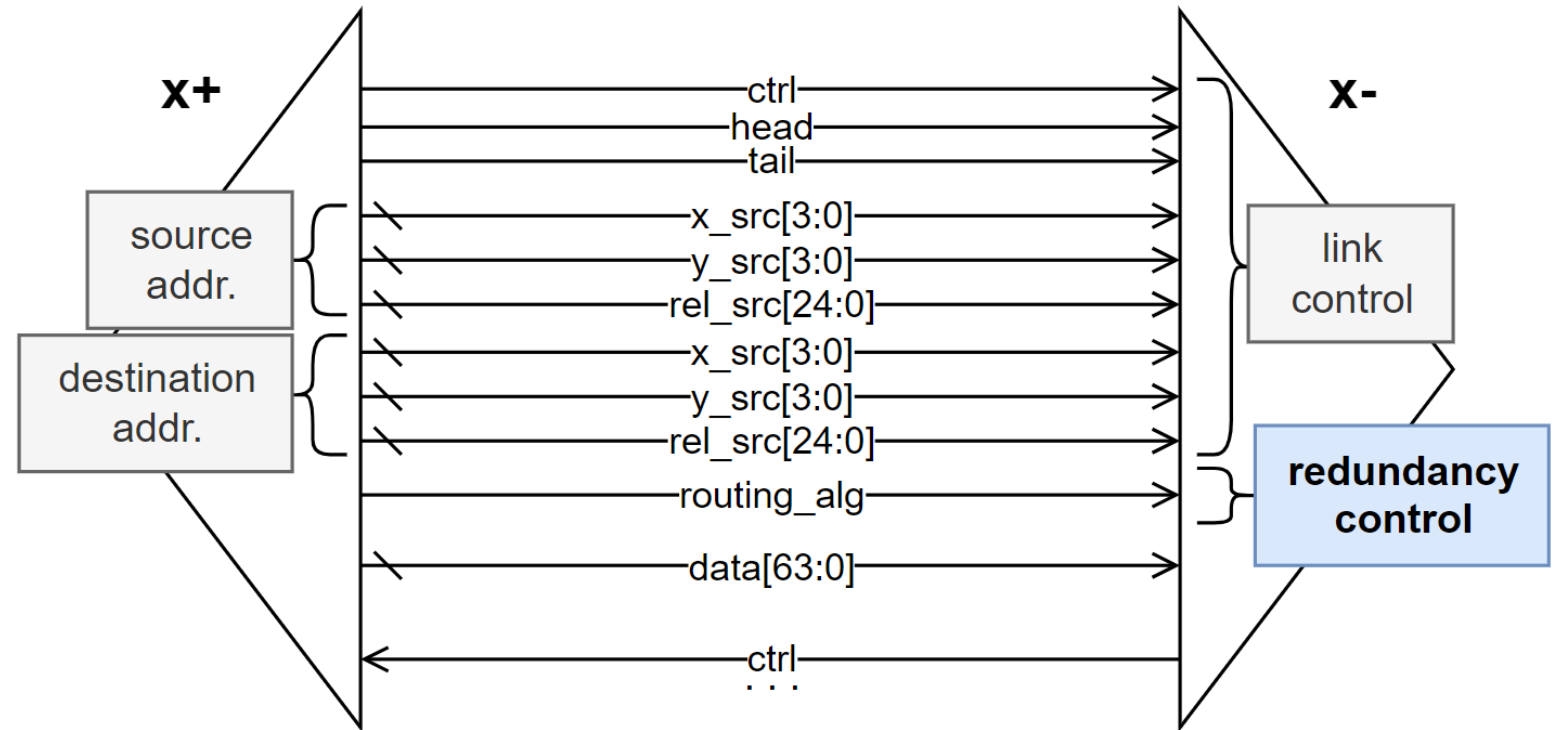 x+
x-
ctrl
head
tail
source
addr.
x_src[3:0]
y_src[3:0]
rel_src[24:0]
link
control
destination
addr.
x_src[3:0]
y_src[3:0]
rel_src[24:0]
routing_alg
redundancy
control
data[63:0]
ctrl
. . .